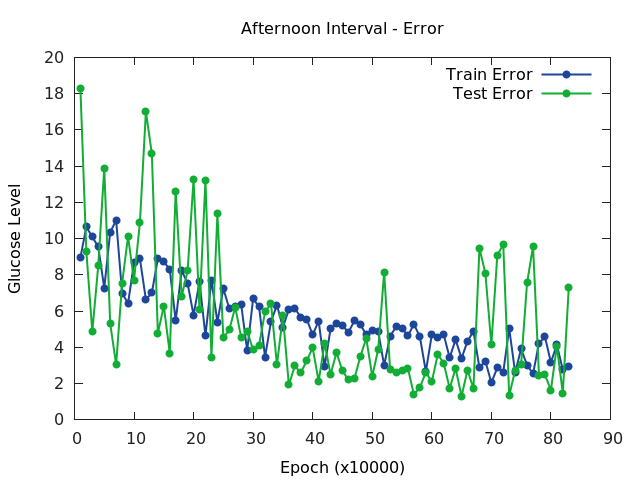 Afternoon Interval - Error
20
18
16
14
12
10
8
6
4
2
0
Glucose Level
Train Error
Test Error
0 10 20 30 40 50 60 70 80 90
Epoch (x10000)